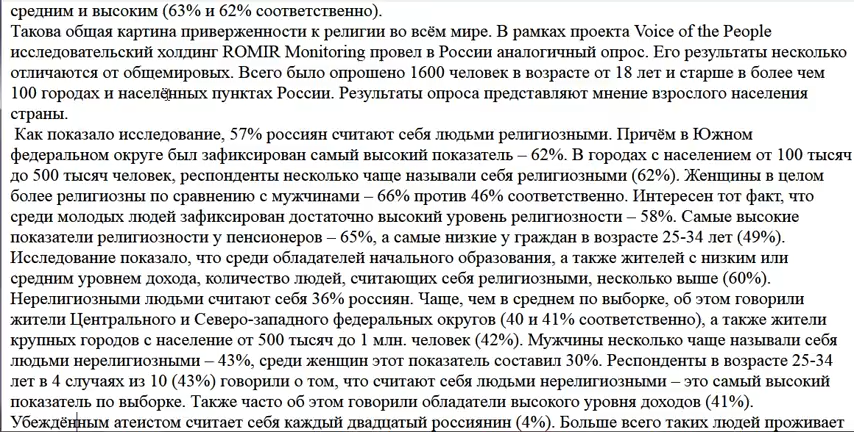 средним и высоким (63% и 62% соответственно).
Такова общая картина приверженности к религии во всём мире. В рамках проекта Voice of the People
исследовательский холдинг ROMIR Monitoring провел в России аналогичный опрос. Его результаты несколько
отличаются от общемировых. Всего было опрошено 1600 человек в возрасте от 18 лет и старше в более чем
100 городах и населённых пунктах России. Результаты опроса представляют мнение взрослого населения
страны.
Как показало исследование, 57% россиян считают себя людьми религиозными. Причём в Южном
федеральном округе был зафиксирован самый высокий показатель – 62%. В городах с населением от 100 тысяч
до 500 тысяч человек, респонденты несколько чаще называли себя религиозными (62%). Женщины в целом
более религиозны по сравнению с мужчинами – 66% против 46% соответственно. Интересен тот факт, что
среди молодых людей зафиксирован достаточно высокий уровень религиозности – 58%. Самые высокие
показатели религиозности у пенсионеров – 65%, а самые низкие у граждан в возрасте 25-34 лет (49%).
Исследование показало, что среди обладателей начального образования, а также жителей с низким или
средним уровнем дохода, количество людей, считающих себя религиозными, несколько выше (60%).
Нерелигиозными людьми считают себя 36% россиян. Чаще, чем в среднем по выборке, об этом говорили
жители Центрального и Северо-западного федеральных округов (40 и 41% соответственно), а также жители
крупных городов с население от 500 тысяч до 1 млн. человек (42%). Мужчины несколько чаще называли себя
людьми нерелигиозными – 43%, среди женщин этот показатель составил 30%. Респонденты в возрасте 25-34
лет в 4 случаях из 10 (43%) говорили о том, что считают себя людьми нерелигиозными – это самый высокий
показатель по выборке. Также часто об этом говорили обладатели высокого уровня доходов (41%).
Убеждённым атеистом считает себя каждый двадцатый россиянин (4%). Больше всего таких людей проживает